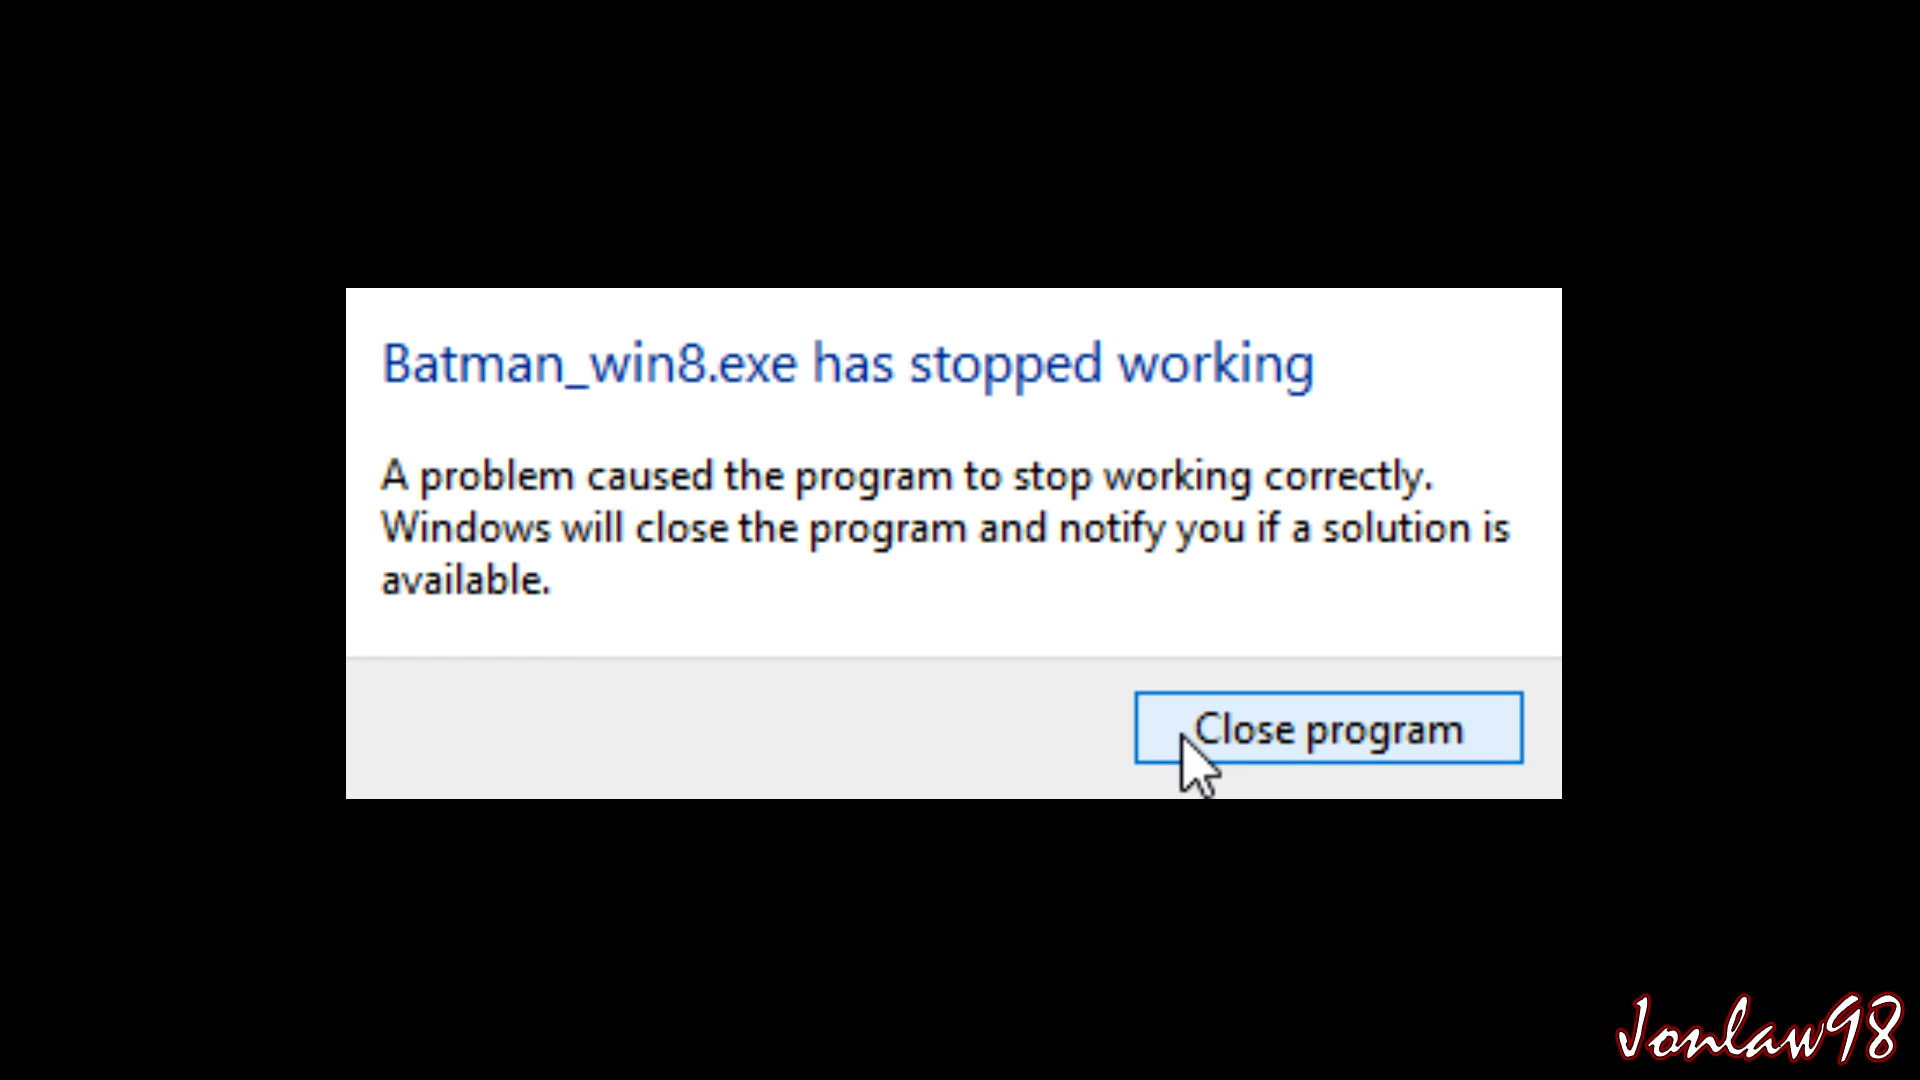 Batman_win8.exe has stopped working
A problem caused the program to stop working correctly.
Windows will close the program and notify you if a solution is
available.
Close program
Jonlaw98